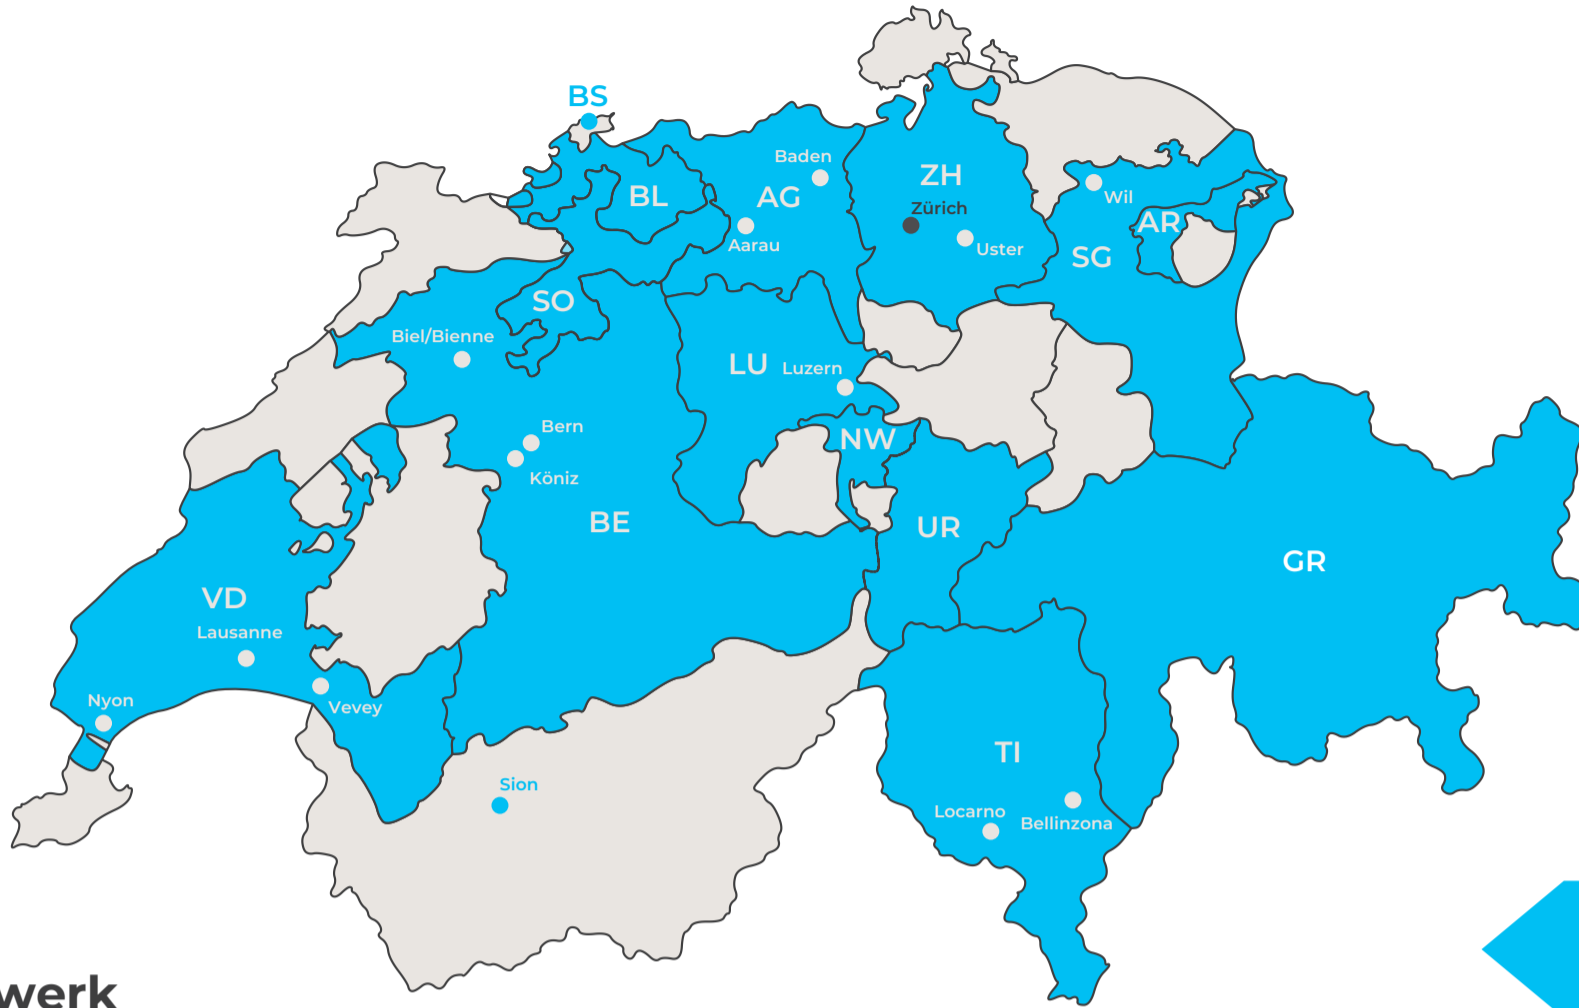 BS
Baden
BL
AG
ZH
Zürich
Aarau
Uster
Wil
AR
SG
SO
Biel/Bienne
LU
Luzern
Bern
NW
Köniz
BE
UR
GR
VD
Lausanne
Nyon
Vevey
TI
Sion
Locarno
Bellinzona
werk